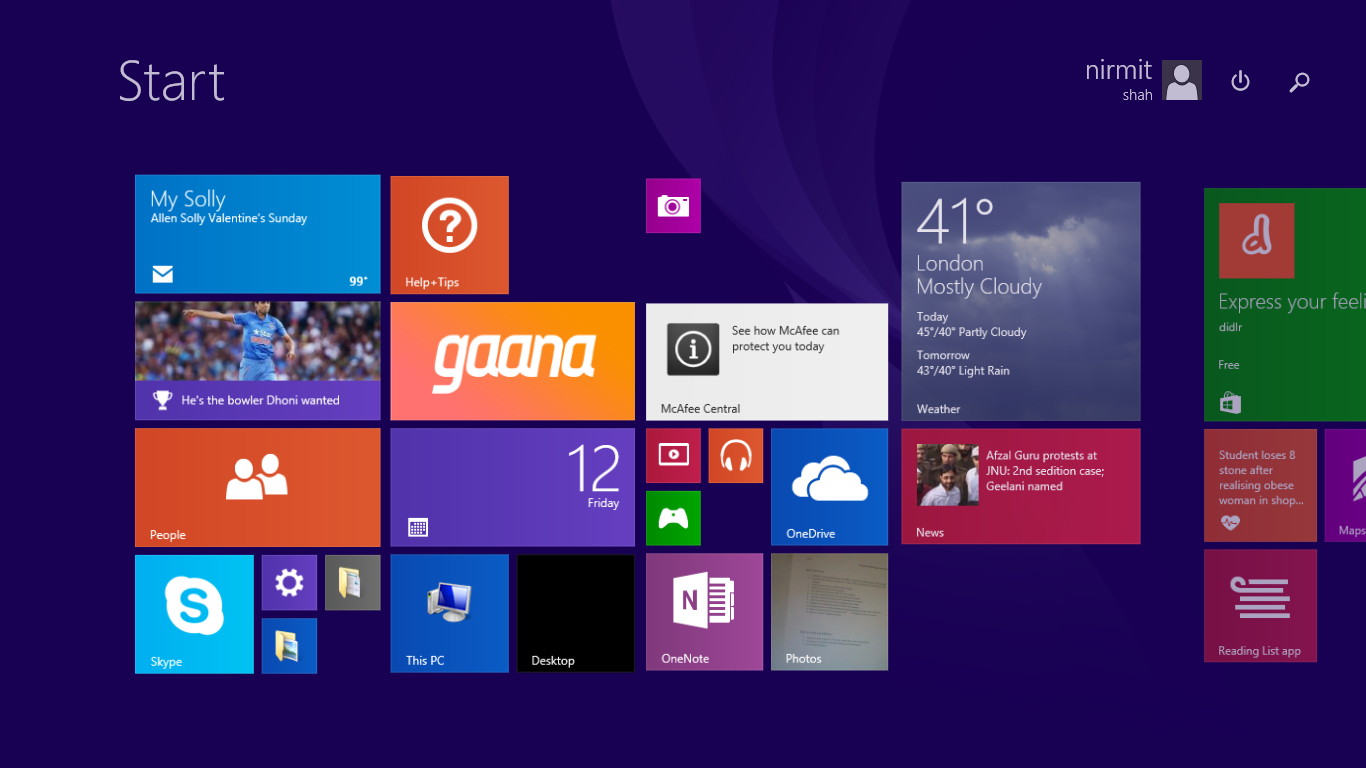 Start
nirmit
shah
My Solly
Allen Solly Valentine's Sunday
99+
Help+Tips
He's the bowler Dhoni wanted
gaana
See how McAfee can
protect you today
McAfee Central
41°
London
Mostly Cloudy
Today
45°/40° Partly Cloudy
Tomorrow
43°/40° Light Rain
Weather
Express your feeli
didlr
Free
People
12
Friday
OneDrive
Afzal Guru protests at
JNU: 2nd sedition case;
Geelani named
News
Student loses 8
stone after
realising obese
woman in shop...
Maps
S
Skype
This PC
Desktop
N
OneNote
Photos
Reading List app